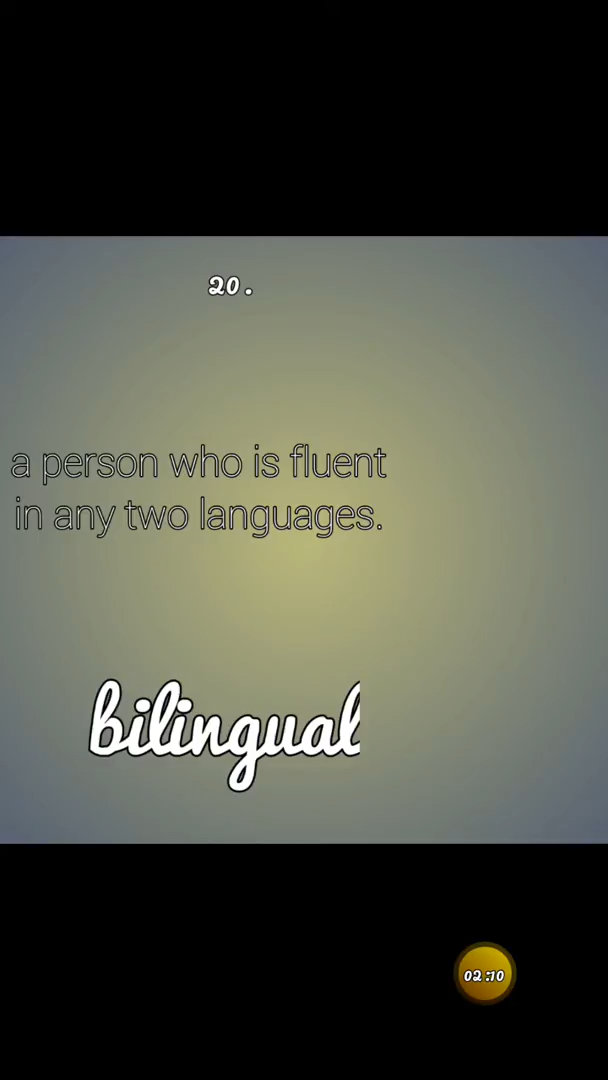 20.
a person who is fluent
in any two languages.
bilingual
02:10